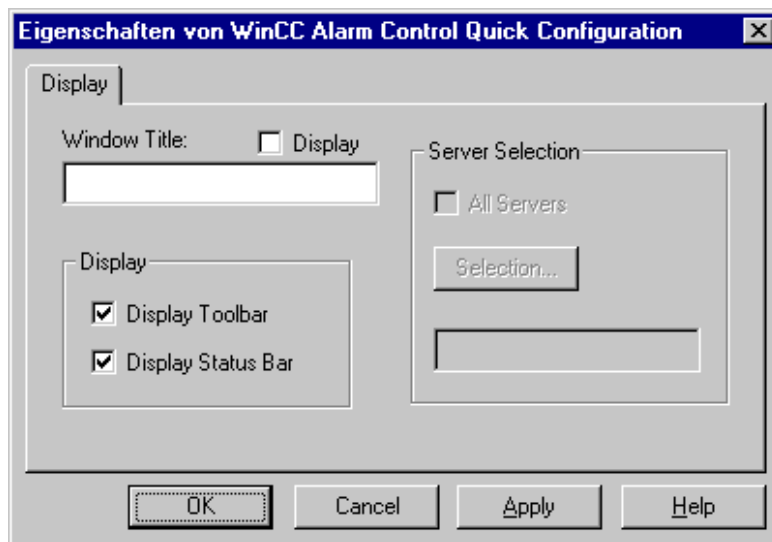 Eigenschaften von WinCC Alarm Control Quick Configuration
Display
Window Title:
Display
Server Selection
All Servers
Selection...
Display
Display Toolbar
Display Status Bar
OK
Cancel
Apply
Help